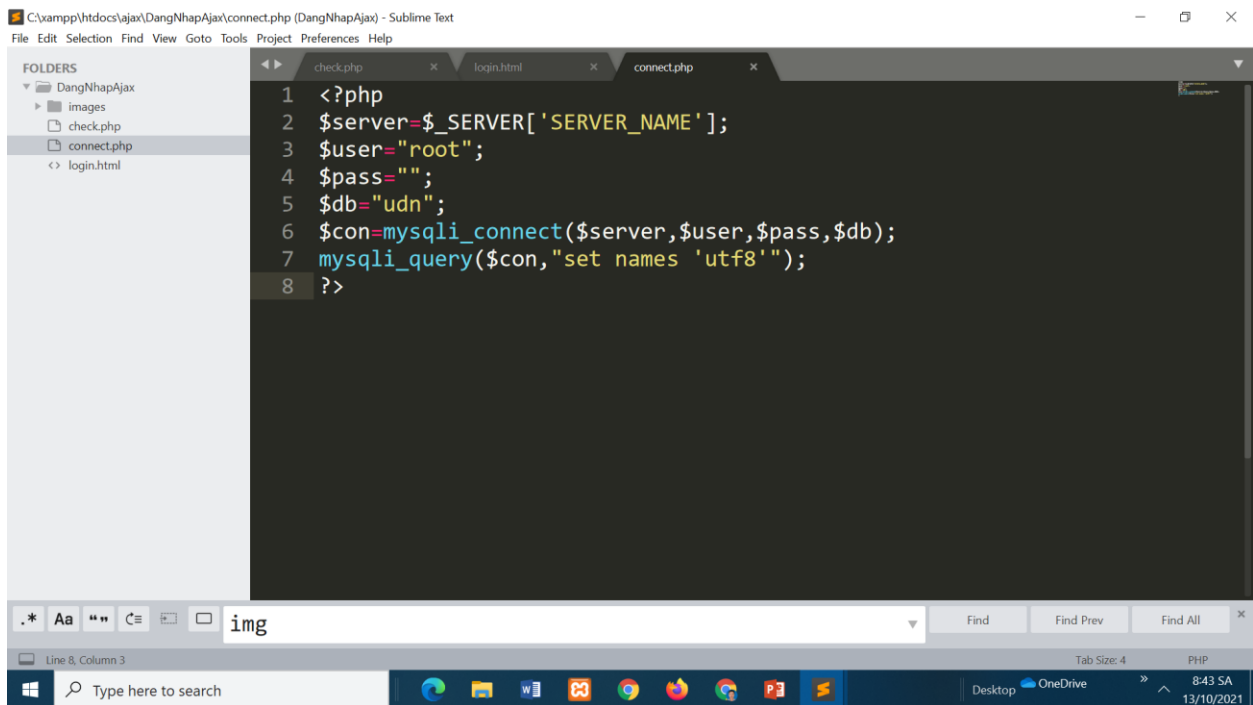 C:\xampp\htdocs\ajax\DangNhapAjax\connect.php (DangNhapAjax) - Sublime Text
File Edit Selection Find View Goto Tools Project Preferences Help
FOLDERS
DangNhapAjax
images
check.php
connect.php
login.html
check.php × login.html × connect.php ×
1 <?php
2 $server=$_SERVER['SERVER_NAME'];
3 $user="root";
4 $pass="";
5 $db="udn";
6 $con=mysqli_connect($server,$user,$pass,$db);
7 mysqli_query($con,"set names 'utf8'");
8 ?>
.* Aa “” img Find Find Prev Find All ×
Line 8, Column 3 Tab Size: 4 PHP
Type here to search Desktop OneDrive » 8:43 SA
13/10/2021